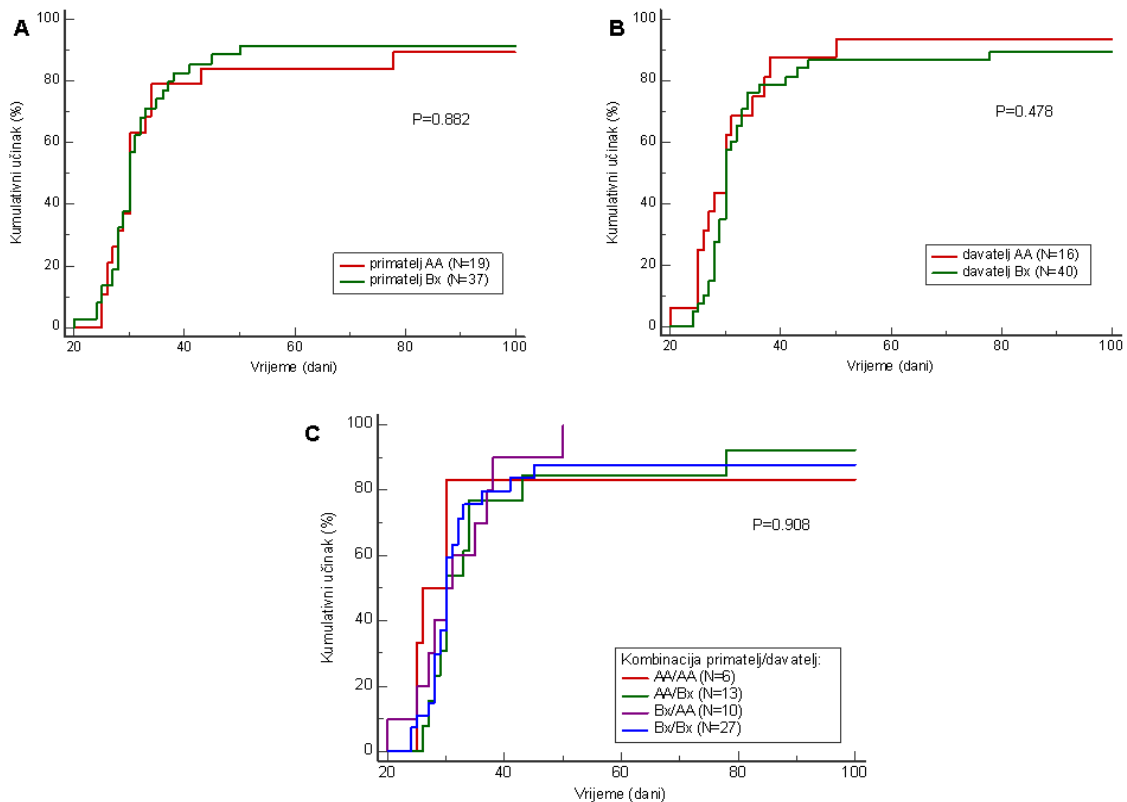 A
100
80
60
40
20
0
Kumulativni učinak (%)
P=0.882
primatelj AA (N=19)
primatelj Bx (N=37)
20 40 60 80 100
Vrijeme (dani)
B
100
80
60
40
20
0
Kumulativni učinak (%)
P=0.478
davatelj AA (N=16)
davatelj Bx (N=40)
20 40 60 80 100
Vrijeme (dani)
C
100
80
60
40
20
0
Kumulativni učinak (%)
P=0.908
Kombinacija primatelj/davatelj:
AA/AA (N=6)
AA/Bx (N=13)
Bx/AA (N=10)
Bx/Bx (N=27)
20 40 60 80 100
Vrijeme (dani)